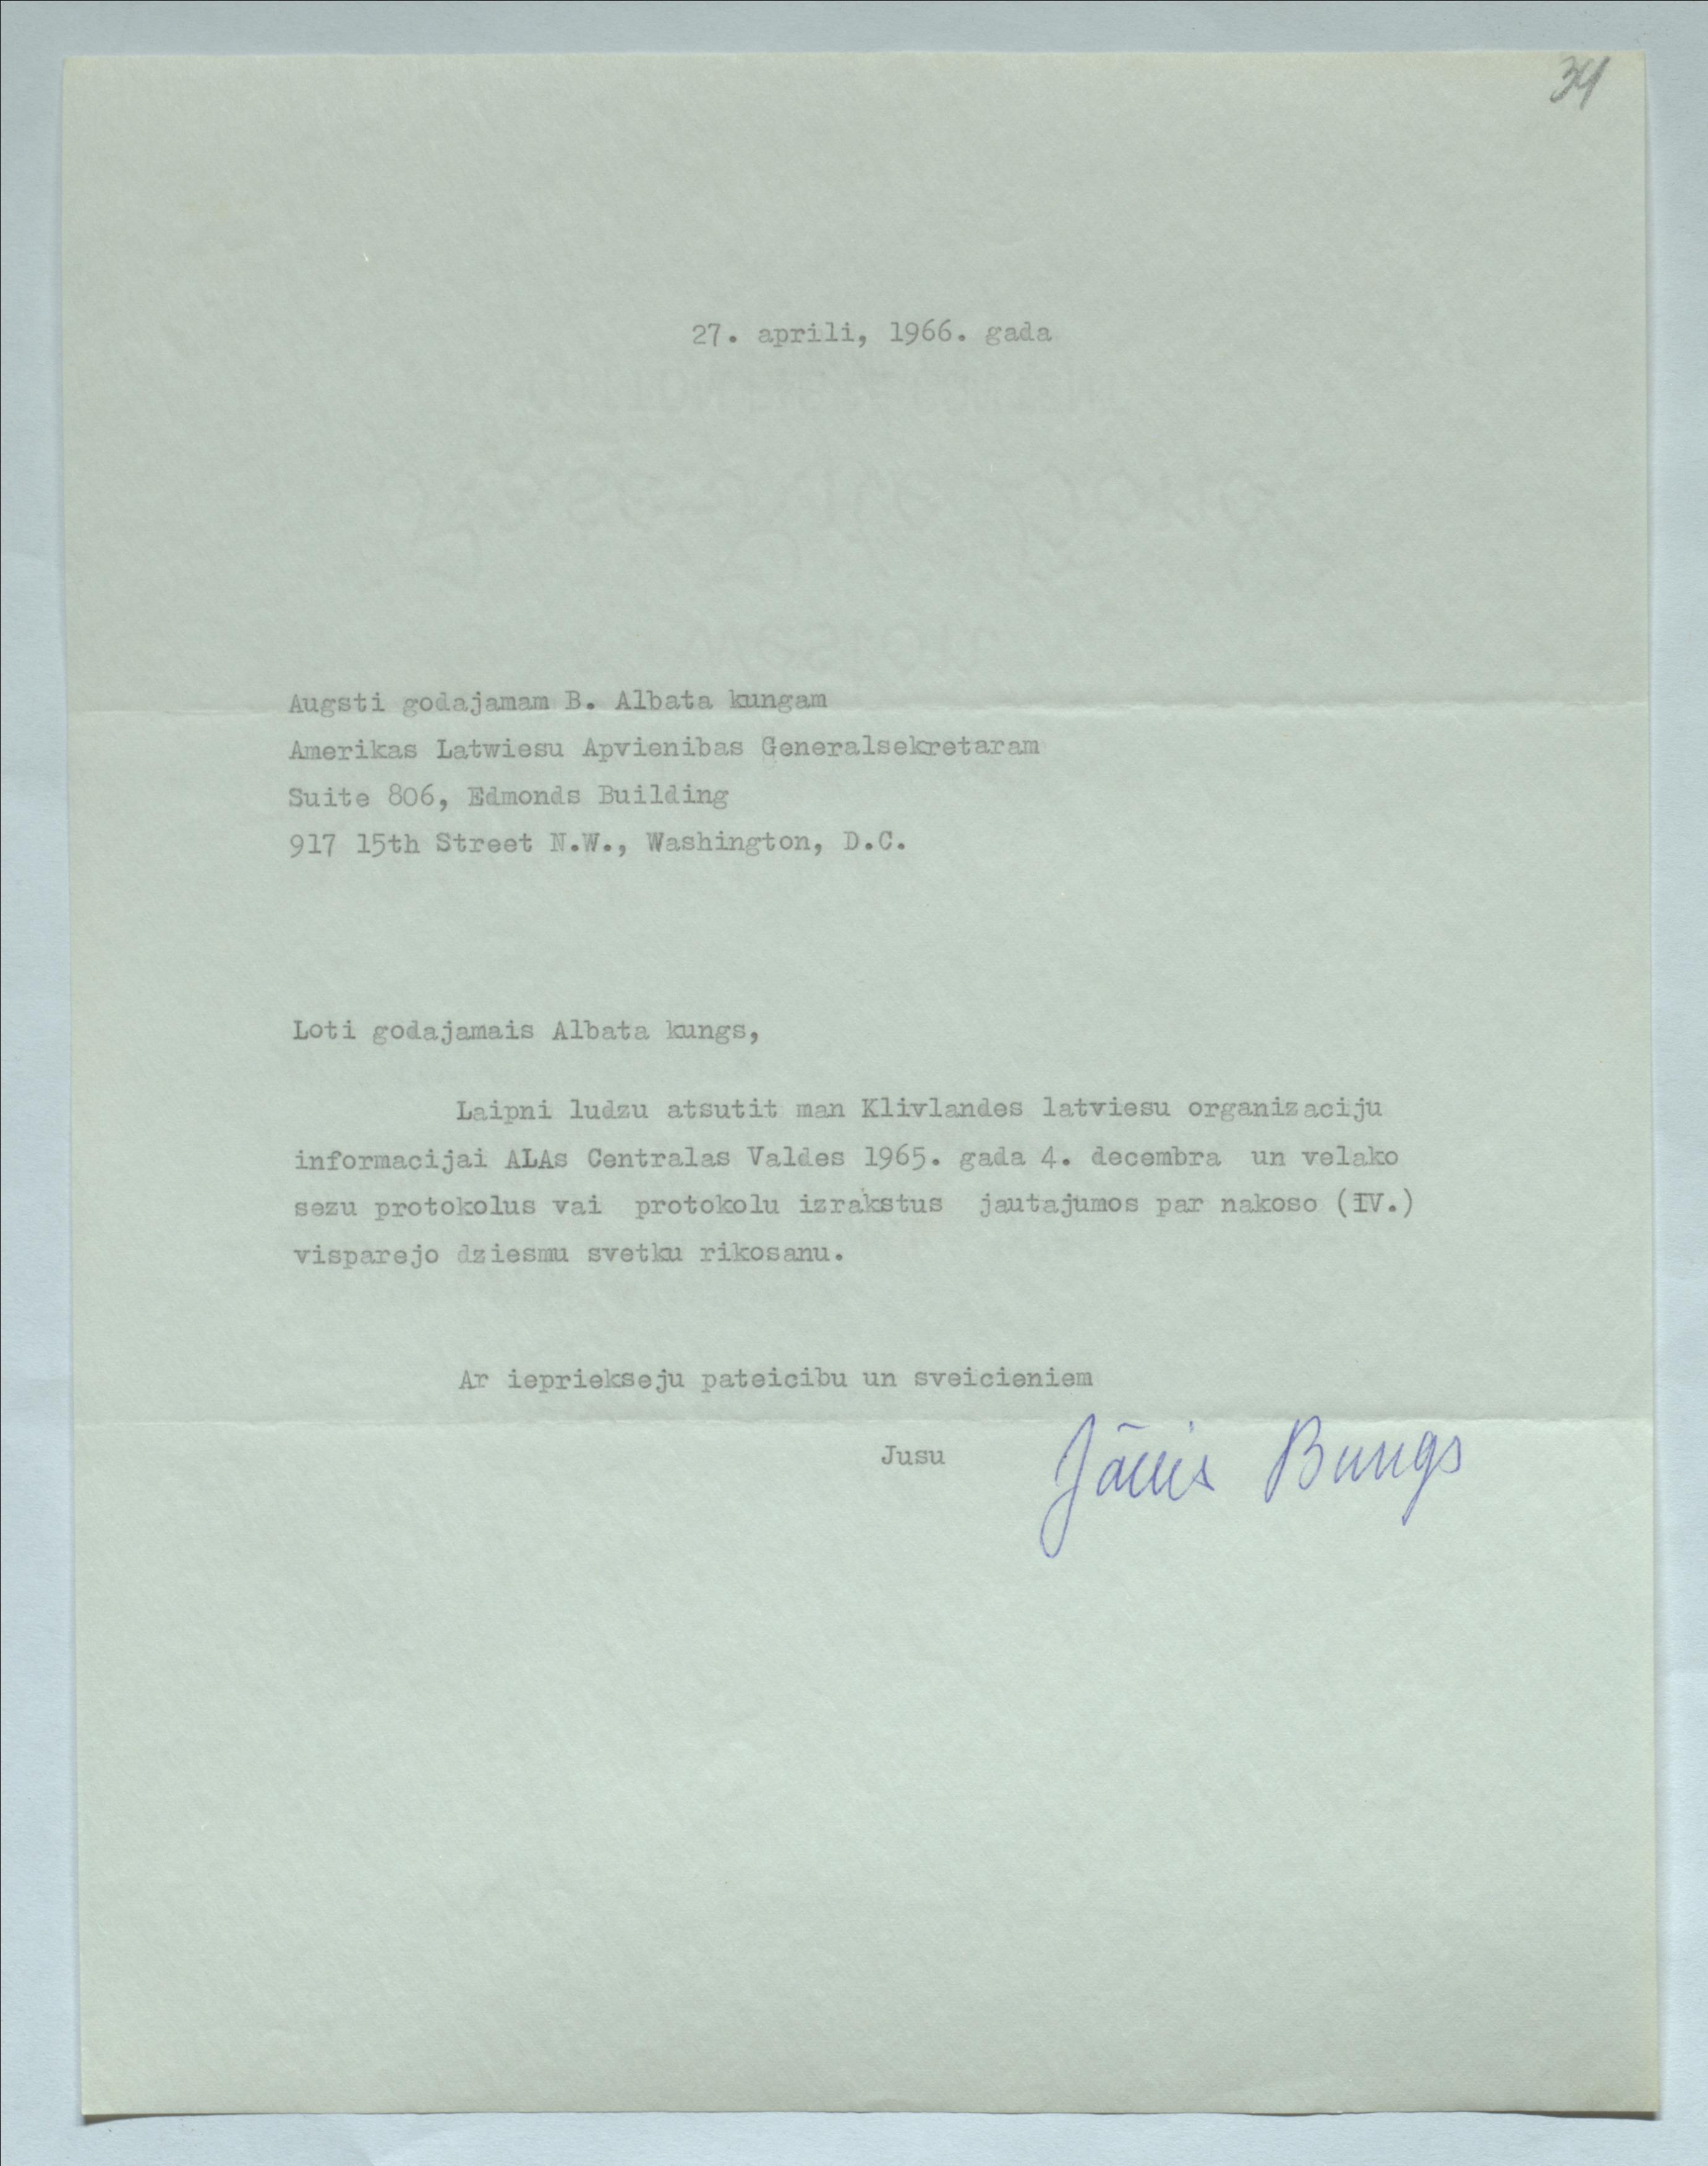 34
27. aprili, 1966. gada
Augsti godajamam B. Albata kungam
Amerikas Latwiesu Apvienibas Generalsekretaram
Suite 806, Edmonds Building
917 15th Street N.W., Washington, D.C.
Loti godajamais Albata kungs,
Laipni ludzu atsutit man Klivlandes latviesu organizaciju
informacijai ALAs Centralas Valdes 1965. gada 4. decembra un velako
sezu protokolus vai protokolu izrakstus jautajumos par nakoso (IV.)
visparejo dziesmu svetku rikosanu.
Ar iepriekseju pateicibu un sveicieniem
Jusu Jānis Bungs